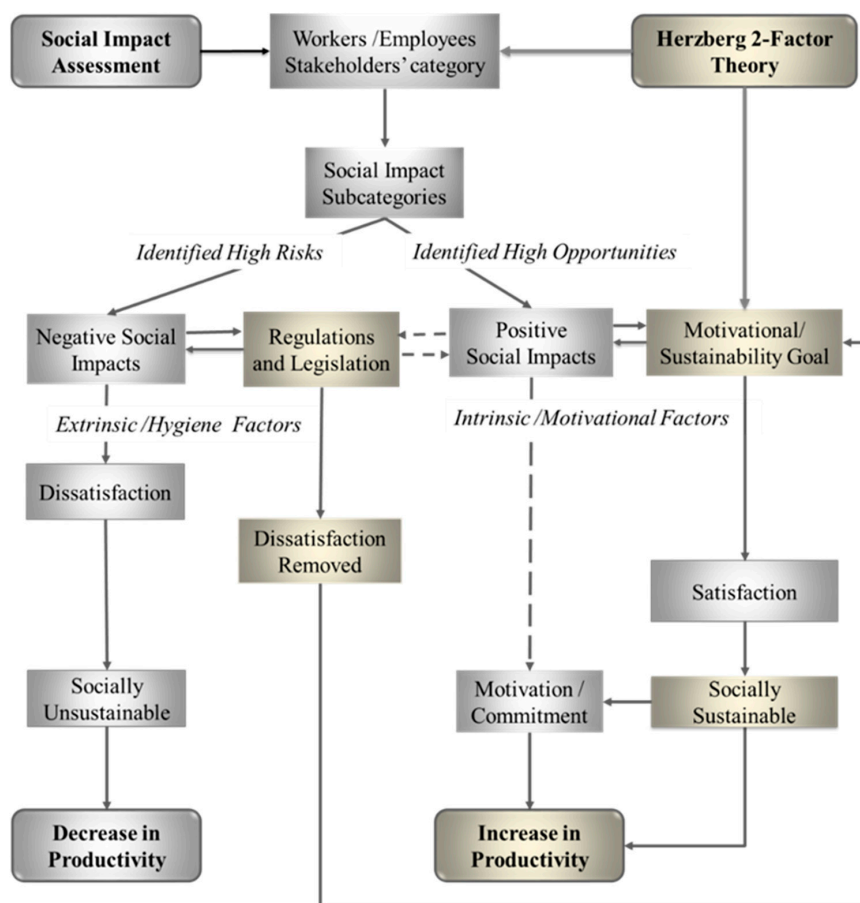 Social Impact
Assessment
Workers /Employees
Stakeholders' category
Herzberg 2-Factor
Theory
Social Impact
Subcategories
Identified High Risks
Identified High Opportunities
Negative Social
Impacts
Regulations
and Legislation
Positive
Social Impacts
Motivational/
Sustainability Goal
Extrinsic /Hygiene Factors
Intrinsic /Motivational Factors
Dissatisfaction
Dissatisfaction
Removed
Satisfaction
Socially
Unsustainable
Motivation /
Commitment
Socially
Sustainable
Decrease in
Productivity
Increase in
Productivity